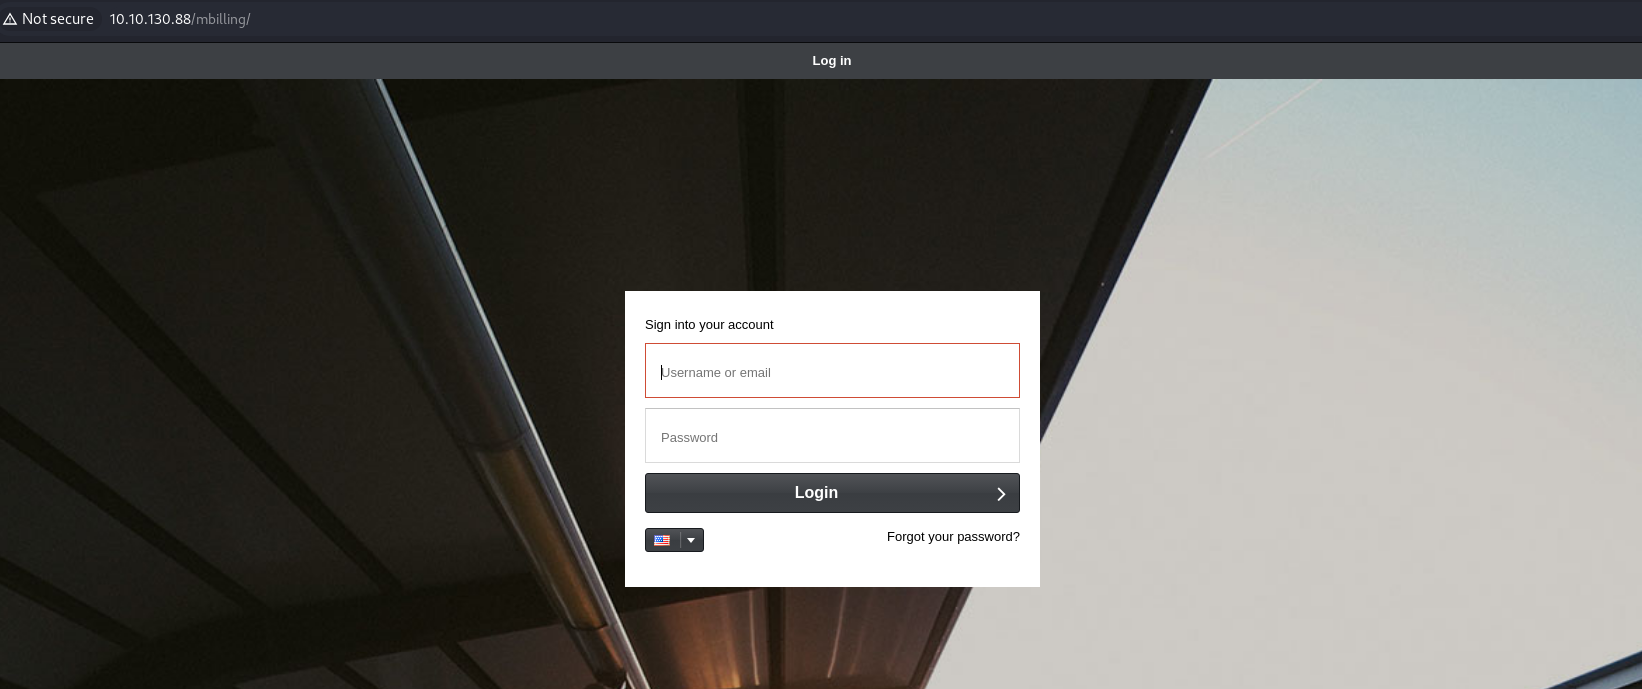 Not secure 10.10.130.88/mbilling/
Log in
Sign into your account
Username or email
Password
Login
Forgot your password?